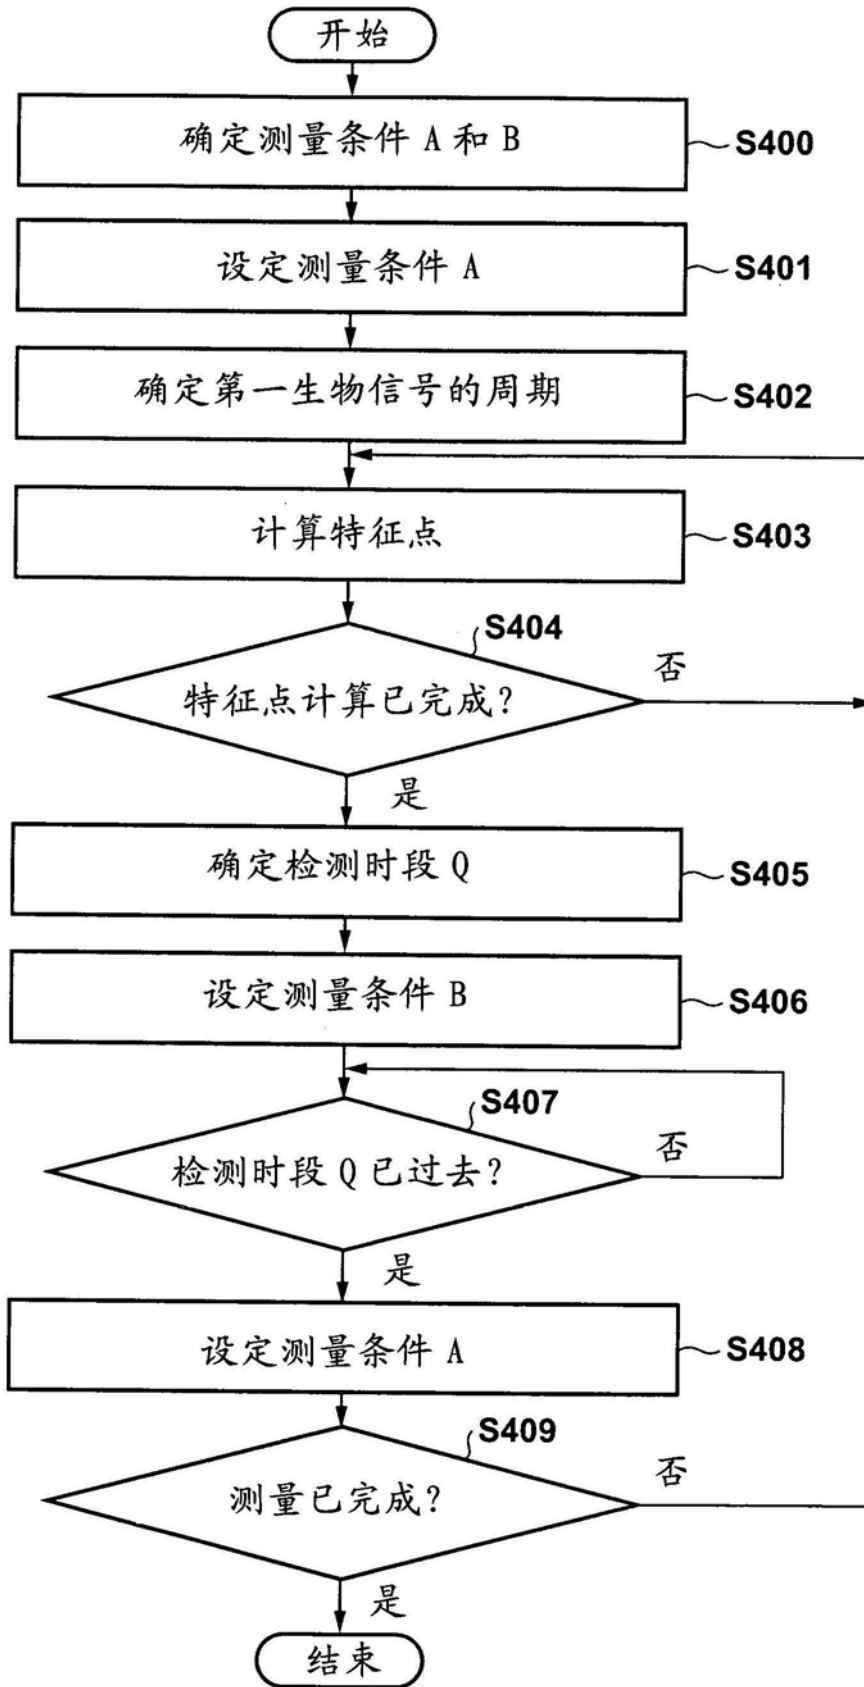 开始
确定测量条件 A 和 B
S400
设定测量条件 A
S401
确定第一生物信号的周期
S402
计算特征点
S403
S404
特征点计算已完成?
否
是
确定检测时段 Q
S405
设定测量条件 B
S406
S407
检测时段 Q 已过去?
否
是
设定测量条件 A
S408
S409
测量已完成?
否
是
结束